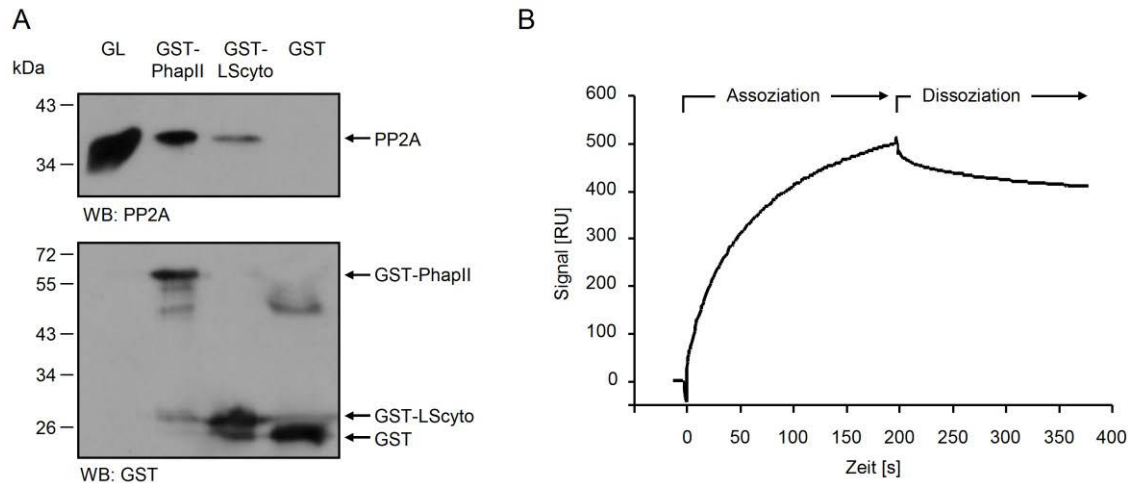 A
GL GST-PhapII GST-LScyto GST
kDa
43
34
PP2A
WB: PP2A
72
55
43
34
26
GST-PhapII
GST-LScyto
GST
WB: GST
B
600
500
400
300
200
100
0
Signal [RU]
Assoziation Dissoziation
0 50 100 150 200 250 300 350 400
Zeit [s]